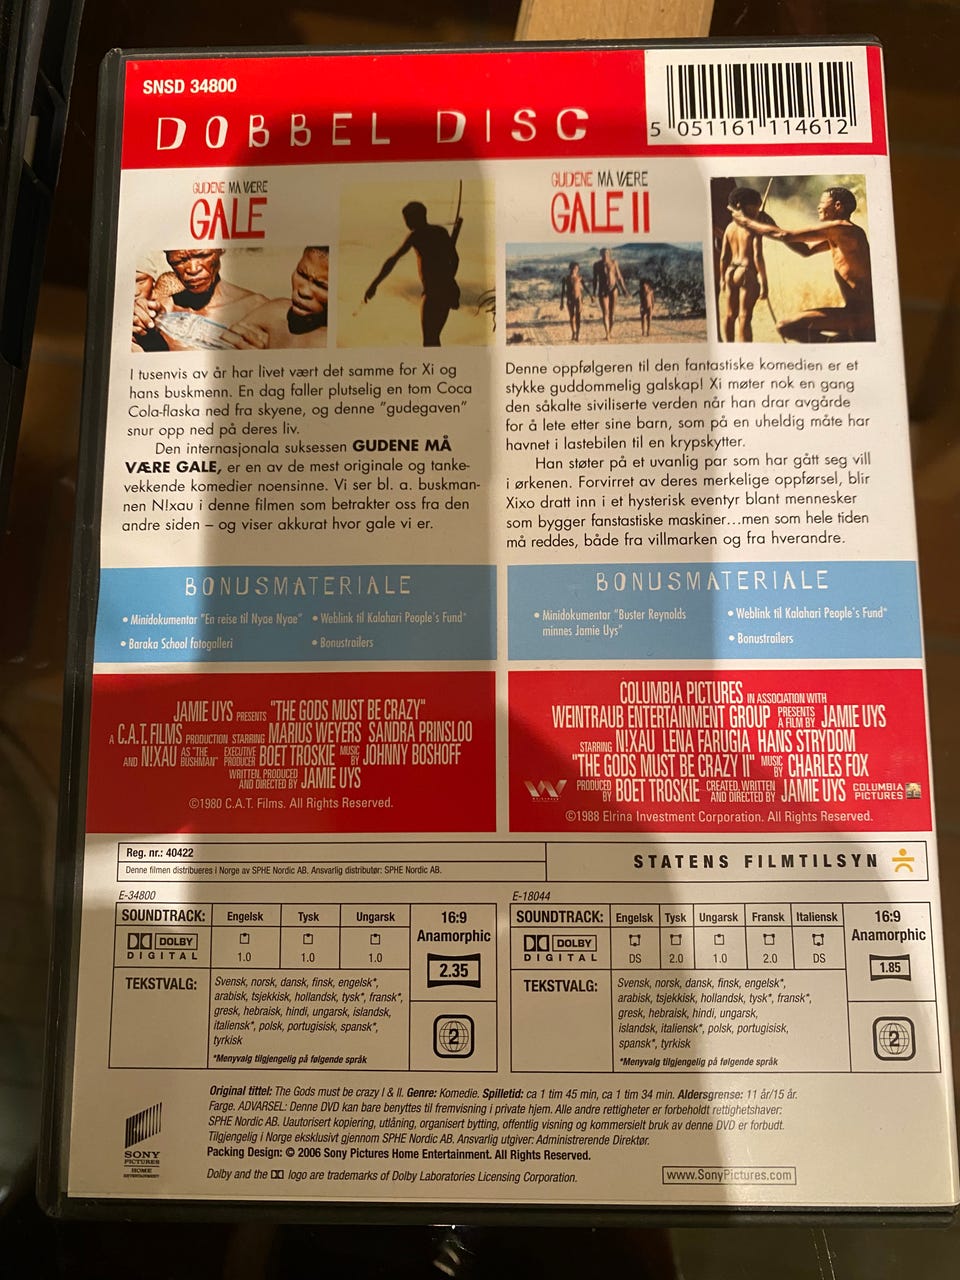 SNSD 34800
DOBBEL DISC
5 051161 114612
GUDENE MÅ VÆRE
GALE
I tusenvis av år har livet vært det samme for Xi og
hans buskmenn. En dag faller plutselig en tom Coca
Cola-flaska ned fra skyene, og denne "gudegaven"
snur opp ned på deres liv.
Den internasjonala suksessen GUDENE MÅ
VÆRE GALE, er en av de mest originale og tanke-
vekkende komedier noensinne. Vi ser bl. a. buskman-
nen N!xau i denne filmen som betrakter oss fra den
andre siden – og viser akkurat hvor gale vi er.
GUDENE MÅ VÆRE
GALE II
Denne oppfølgeren til den fantastiske komedien er et
stykke guddommelig galskap! Xi møter nok en gang
den såkalte siviliserte verden når han drar avgårde
for å lete etter sine barn, som på en uheldig måte har
havnet i lastebilen til en krypskytter.
Han støter på et uvanlig par som har gått seg vill
i ørkenen. Forvirret av deres merkelige oppførsel, blir
Xixo dratt inn i et hysterisk eventyr blant mennesker
som bygger fanstastiske maskiner...men som hele tiden
må reddes, både fra villmarken og fra hverandre.
BONUSMATERIALE
• Minidokumentar "En reise til Nyae Nyae" • Weblink til Kalahari People's Fund*
• Baraka School fotogalleri • Bonustrailers
BONUSMATERIALE
• Minidokumentar "Buster Reynolds
minnes Jamie Uys"
• Weblink til Kalahari People's Fund*
• Bonustrailers
JAMIE UYS PRESENTS "THE GODS MUST BE CRAZY"
A C.A.T. FILMS PRODUCTION STARRING MARIUS WEYERS SANDRA PRINSLOO
AND N!XAU AS "THE BUSHMAN" EXECUTIVE PRODUCER BOET TROSKIE MUSIC BY JOHNNY BOSHOFF
WRITTEN, PRODUCED AND DIRECTED BY JAMIE UYS
©1980 C.A.T. Films. All Rights Reserved.
COLUMBIA PICTURES IN ASSOCIATION WITH
WEINTRAUB ENTERTAINMENT GROUP PRESENTS A FILM BY JAMIE UYS
STARRING N!XAU LENA FARUGIA HANS STRYDOM
"THE GODS MUST BE CRAZY II" MUSIC BY CHARLES FOX
PRODUCED BY BOET TROSKIE CREATED, WRITTEN AND DIRECTED BY JAMIE UYS
COLUMBIA
PICTURES
©1988 Elrina Investment Corporation. All Rights Reserved.
Reg. nr.: 40422
Denne filmen distribueres i Norge av SPHE Nordic AB. Ansvarlig distributør: SPHE Nordic AB.
STATENS FILMTILSYN
E-34800
SOUNDTRACK: Engelsk Tysk Ungarsk
DOLBY
DIGITAL
1.0 1.0 1.0
16:9
Anamorphic
2.35
TEKSTVALG:
Svensk, norsk, dansk, finsk, engelsk*,
arabisk, tsjekkisk, hollandsk, tysk*, fransk*,
gresk, hebraisk, hindi, ungarsk, islandsk,
italiensk*, polsk, portugisisk, spansk*,
tyrkisk
*Menyvalg tilgjengelig på følgende språk
2
E-18044
SOUNDTRACK: Engelsk Tysk Ungarsk Fransk Italiensk
DOLBY
DIGITAL
DS 2.0 1.0 2.0 DS
16:9
Anamorphic
1.85
TEKSTVALG:
Svensk, norsk, dansk, finsk, engelsk*,
arabisk, tsjekkisk, hollandsk, tysk*, fransk*,
gresk, hebraisk, hindi, ungarsk,
islandsk, italiensk*, polsk, portugisisk,
spansk*, tyrkisk
*Menyvalg tilgjengelig på følgende språk
2
Original tittel: The Gods must be crazy I & II. Genre: Komedie. Spilletid: ca 1 tim 45 min, ca 1 tim 34 min. Aldersgrense: 11 år/15 år.
Farge. ADVARSEL: Denne DVD kan bare benyttes til fremvisning i private hjem. Alle andre rettigheter er forbeholdt rettighetshaver:
SPHE Nordic AB. Uautorisert kopiering, utlåning, organisert bytting, offentlig visning og kommersielt bruk av denne DVD er forbudt.
Tilgjengelig i Norge eksklusivt gjennom SPHE Nordic AB. Ansvarlig utgiver: Administrerende Direktør.
Packing Design: © 2006 Sony Pictures Home Entertainment. All Rights Reserved.
Dolby and the logo are trademarks of Dolby Laboratories Licensing Corporation.
SONY
PICTURES
HOME
ENTERTAINMENT
www.SonyPictures.com